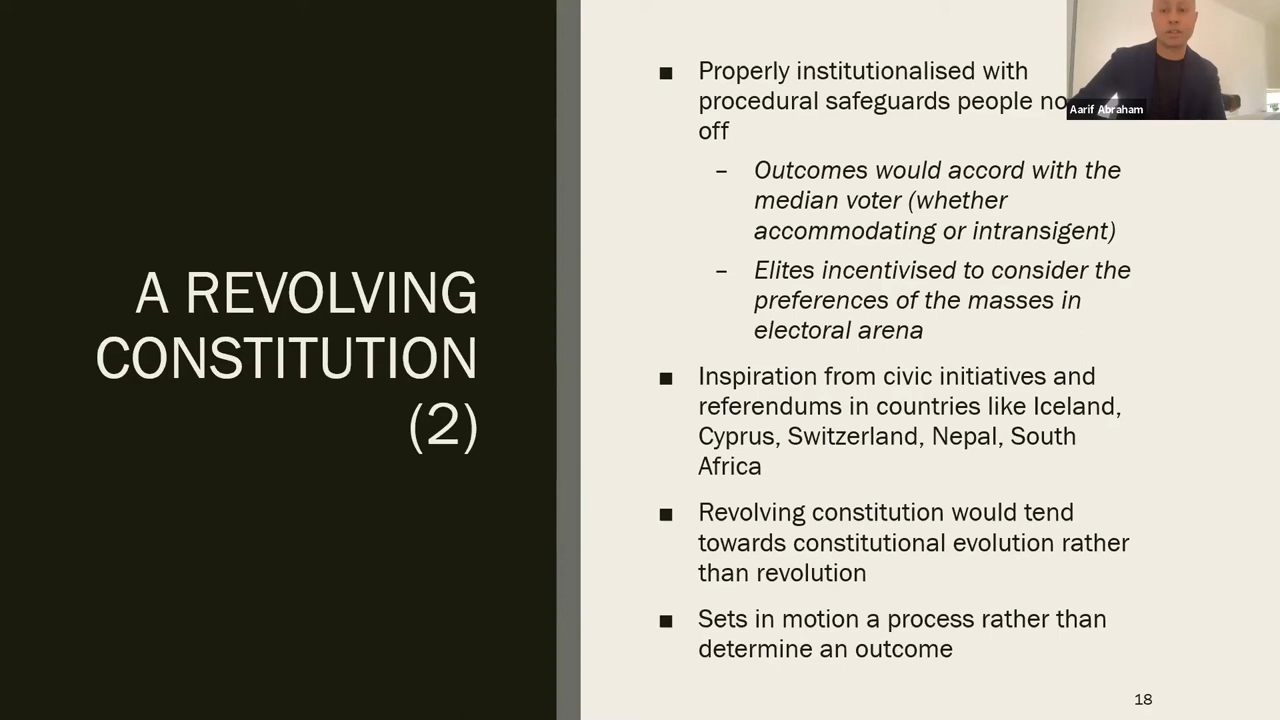 A REVOLVING
CONSTITUTION
(2)
■ Properly institutionalised with
procedural safeguards people no
off
– Outcomes would accord with the
median voter (whether
accommodating or intransigent)
– Elites incentivised to consider the
preferences of the masses in
electoral arena
■ Inspiration from civic initiatives and
referendums in countries like Iceland,
Cyprus, Switzerland, Nepal, South
Africa
■ Revolving constitution would tend
towards constitutional evolution rather
than revolution
■ Sets in motion a process rather than
determine an outcome
18
Aarif Abraham